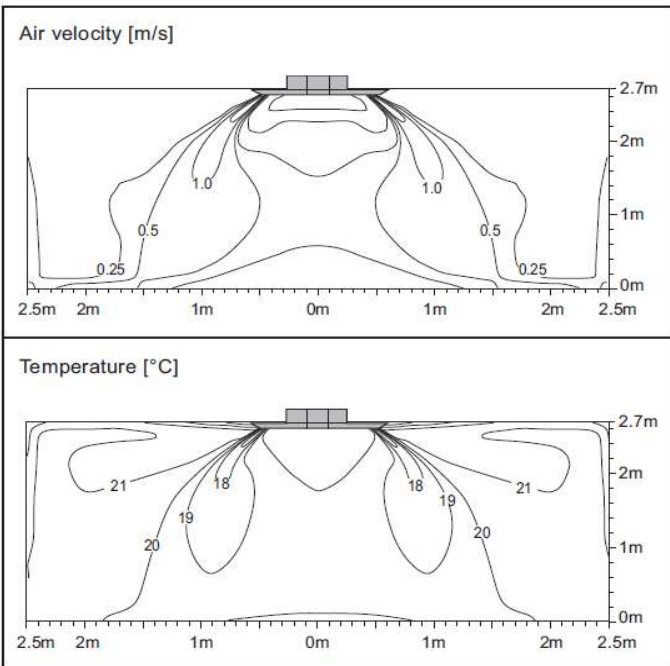 Air velocity [m/s]
2.7m
2m
1.0 1.0
1m
0.5 0.5
0.25 0.25
0m
2.5m 2m 1m 0m 1m 2.5m
Temperature [°C]
2.7m
2m
21 18 18 21
19 19
20 20
1m
0m
2.5m 2m 1m 0m 1m 2.5m